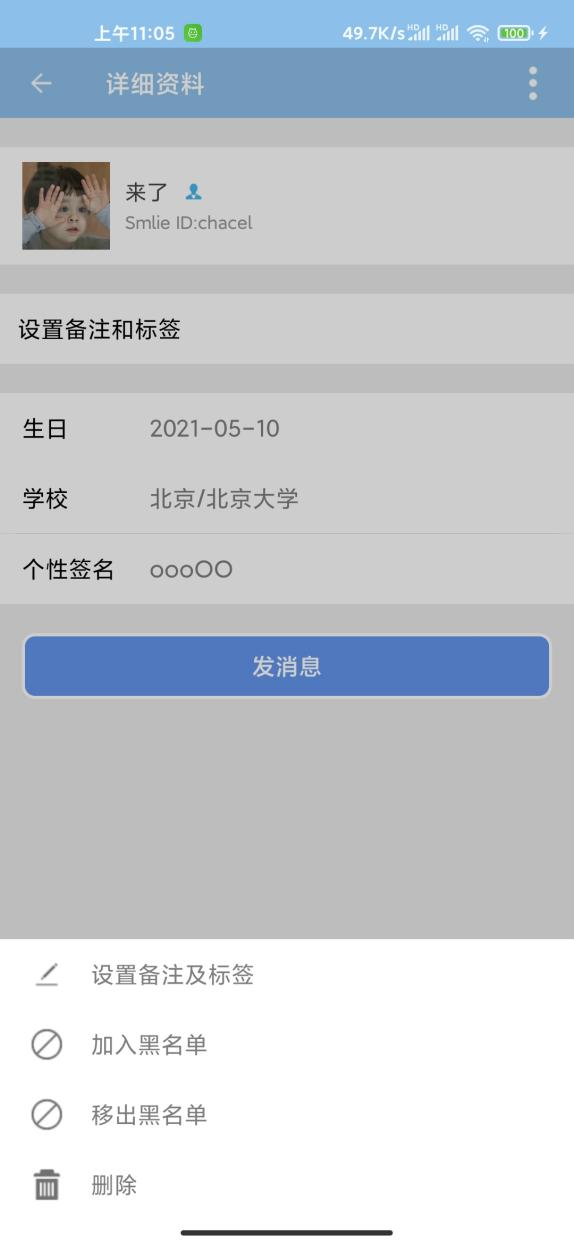 上午11:05 49.7K/s HD HD 100
详细资料
来了
Smlie ID:chacel
设置备注和标签
生日 2021-05-10
学校 北京/北京大学
个性签名 oooOO
发消息
设置备注及标签
加入黑名单
移出黑名单
删除